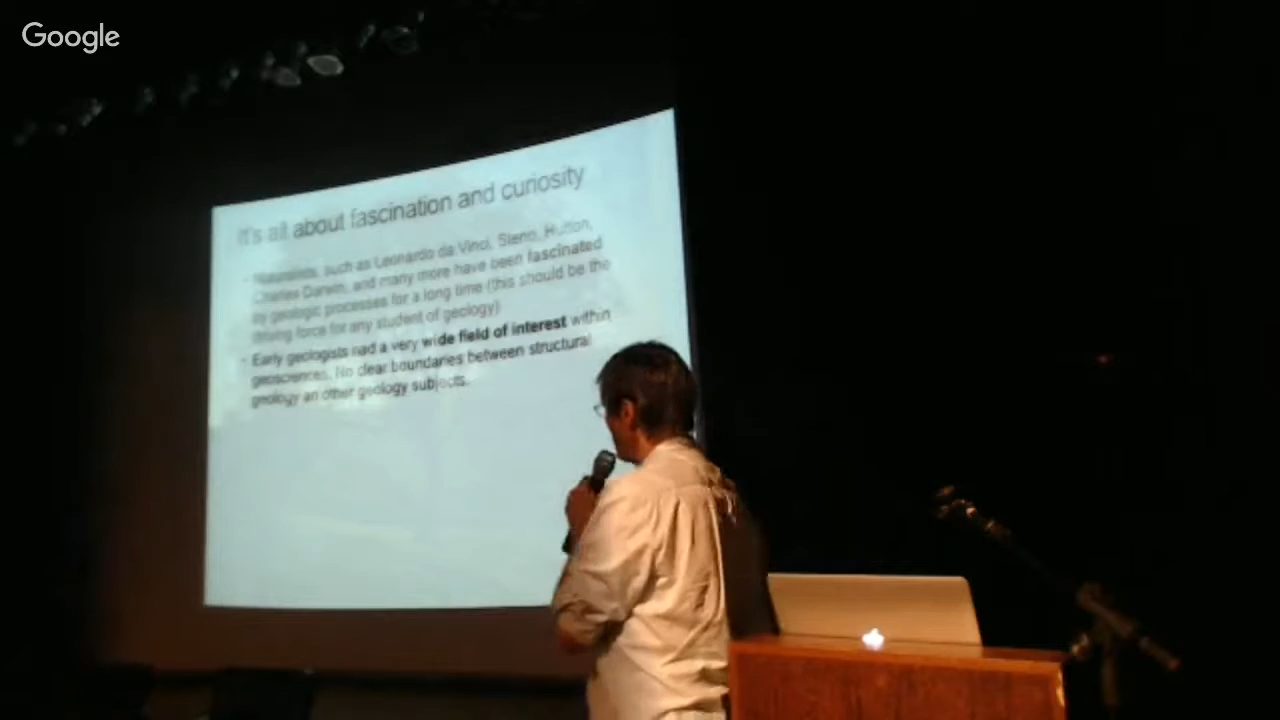 Google
It's all about fascination and curiosity
- Naturalists, such as Leonardo da Vinci, Steno, Hutton,
Charles Darwin, and many more have been fascinated
by geologic processes for a long time (this should be the
driving force for any student of geology)
- Early geologists had a very wide field of interest within
geosciences. No clear boundaries between structural
geology an other geology subjects.